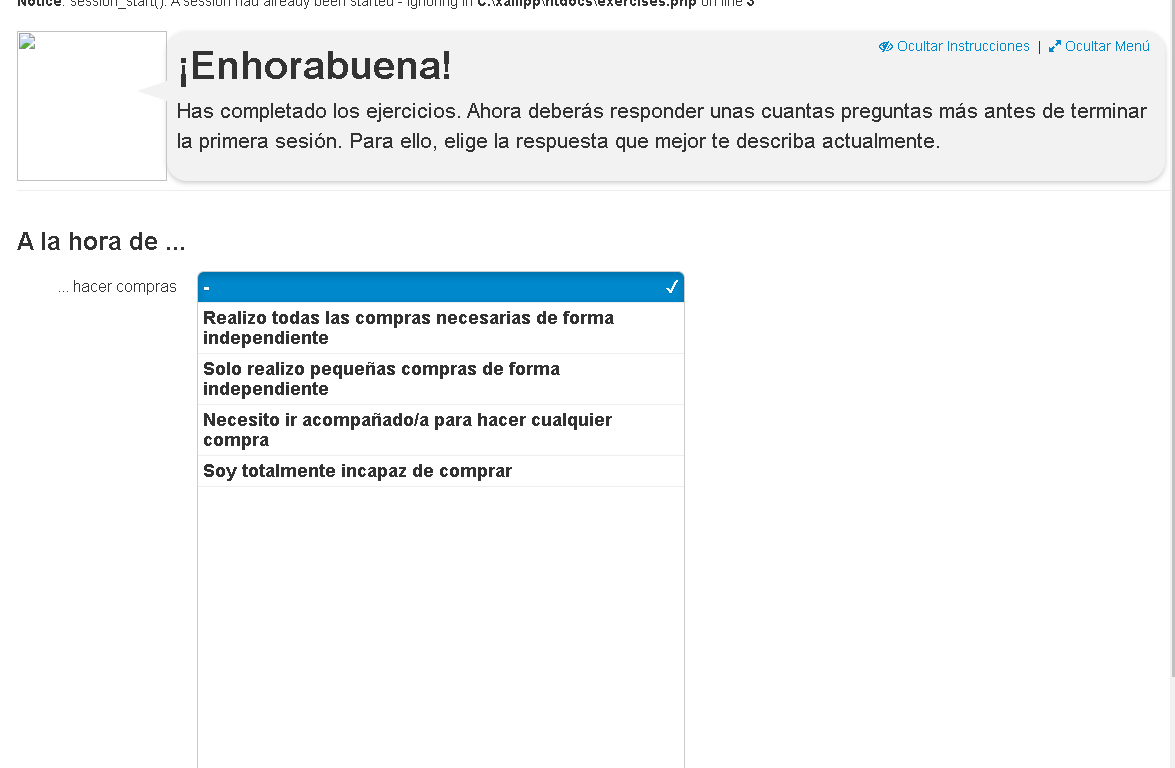 Notice: session_start(): A session had already been started - ignoring in C:\xampp\htdocs\exercises.php on line 3
Ocultar Instrucciones | Ocultar Menú
¡Enhorabuena!
Has completado los ejercicios. Ahora deberás responder unas cuantas preguntas más antes de terminar
la primera sesión. Para ello, elige la respuesta que mejor te describa actualmente.
A la hora de ...
... hacer compras
-
Realizo todas las compras necesarias de forma
independiente
Solo realizo pequeñas compras de forma
independiente
Necesito ir acompañado/a para hacer cualquier
compra
Soy totalmente incapaz de comprar